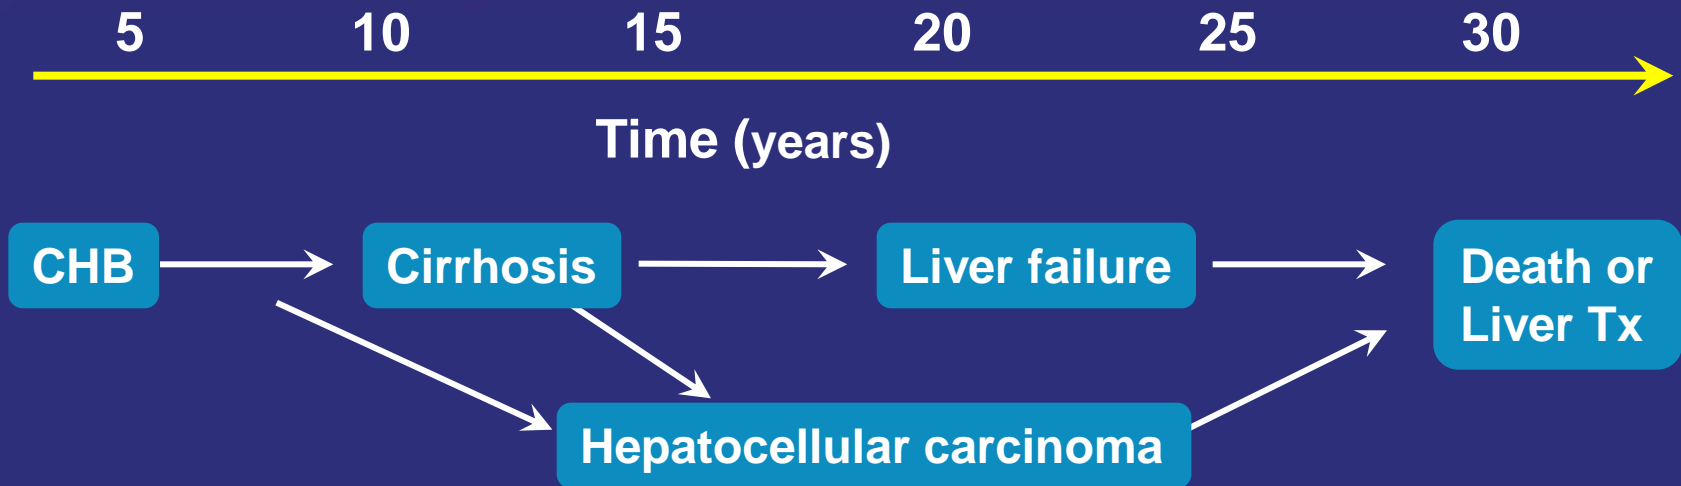 5 10 15 20 25 30
Time (years)
CHB
Cirrhosis
Liver failure
Death or
Liver Tx
Hepatocellular carcinoma